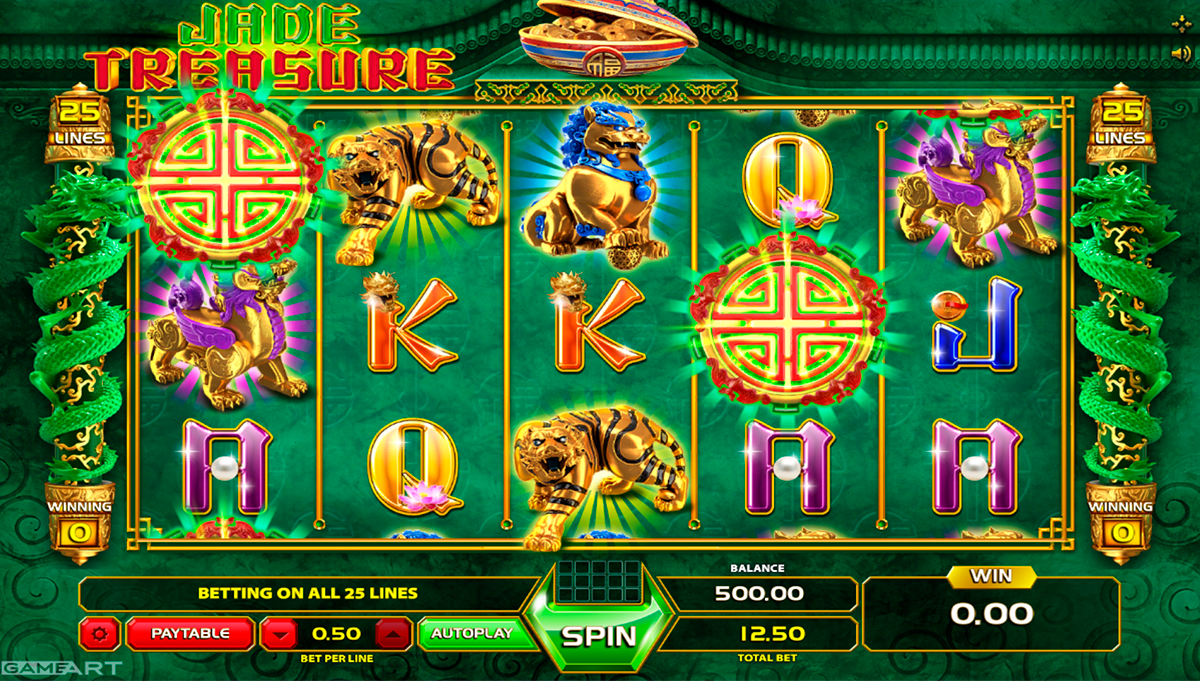 JADE
TREASURE
福
25
LINES
25
LINES
Q
K
K
J
A
Q
A
A
WINNING
0
WINNING
0
BETTING ON ALL 25 LINES
BALANCE
500.00
WIN
0.00
PAYTABLE
0.50
AUTOPLAY
SPIN
12.50
BET PER LINE
TOTAL BET
GAMEART